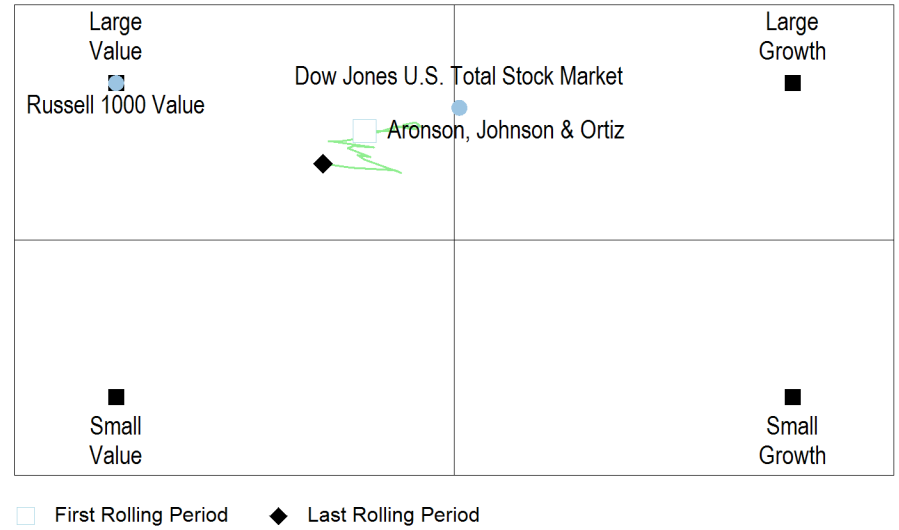 Large
Value
Large
Growth
Dow Jones U.S. Total Stock Market
Russell 1000 Value
Aronson, Johnson & Ortiz
Small
Value
Small
Growth
First Rolling Period
Last Rolling Period